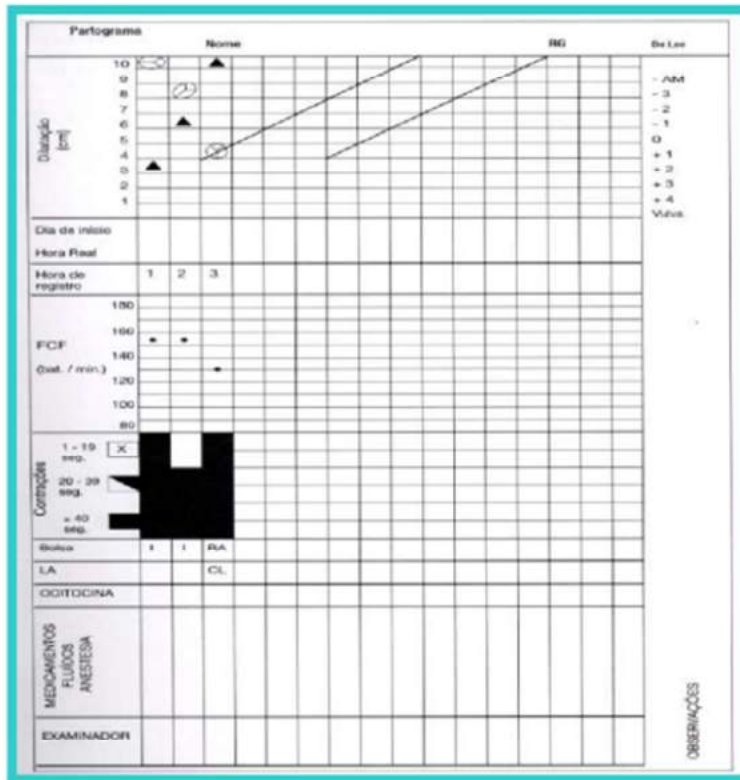 Partograma
Nome RG De Lee
Dilatação
(cm)
10
9
8
7
6
5
4
3
2
1
- AM
- 3
- 2
- 1
0
+ 1
+ 2
+ 3
+ 4
Vulva
Dia de início
Hora Real
Hora de
registro
1 2 3
FCF
(bat. / min.)
180
160
140
120
100
80
Contrações
1 - 19
seg.
X
20 - 39
seg.
≥ 40
seg.
Bolsa I I RA
LA CL
OCITOCINA
MEDICAMENTOS
FLUÍDOS
ANESTESIA
EXAMINADOR
OBSERVAÇÕES